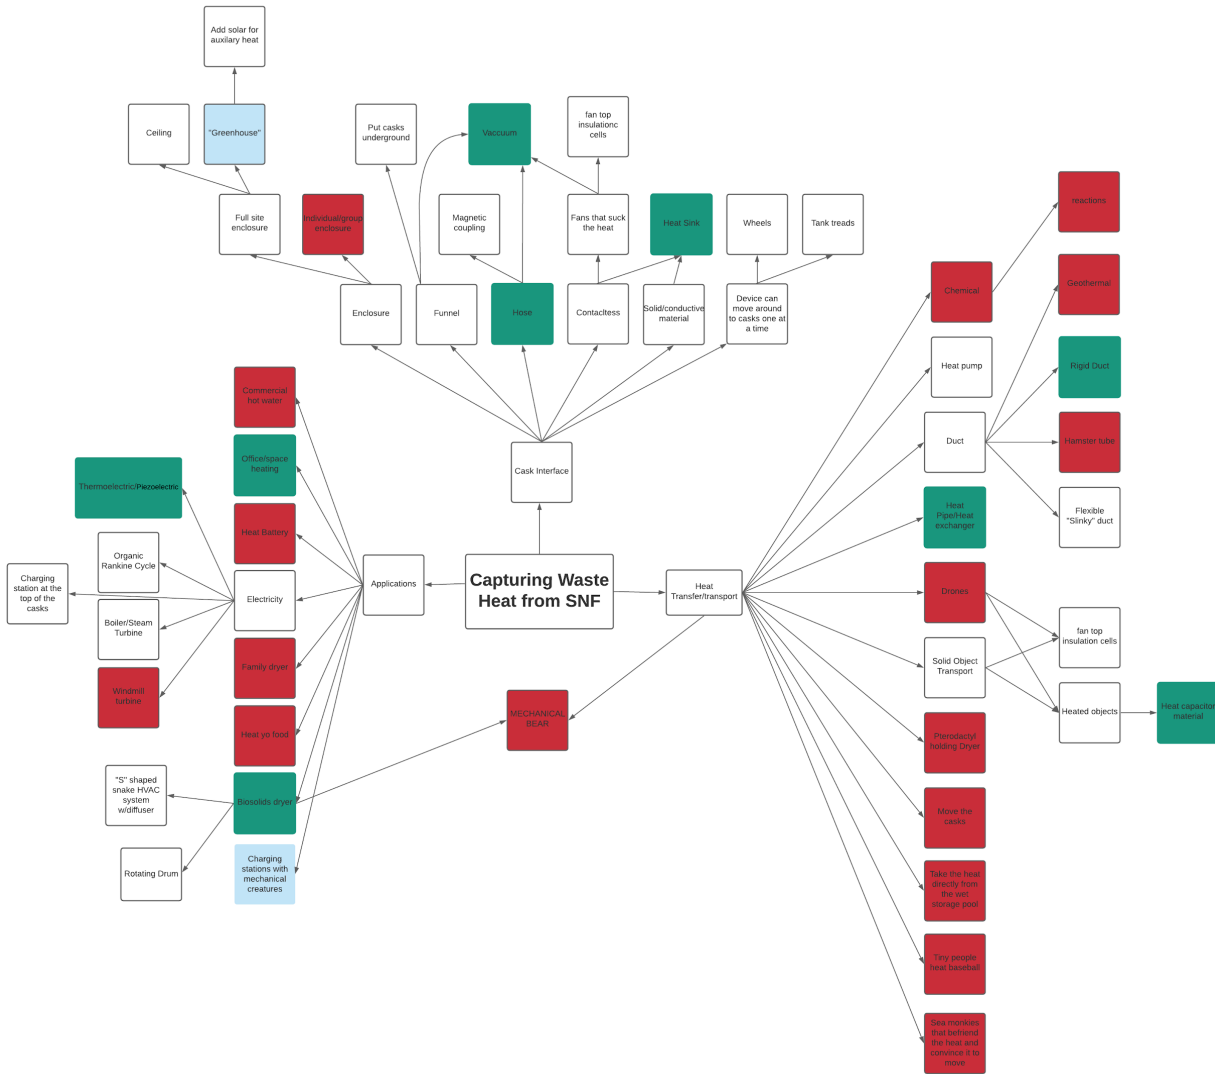 Add solar for
auxilary heat
Ceiling
"Greenhouse"
Put casks
underground
Vaccuum
fan top
insulationc
cells
Full site
enclosure
Individual/group
enclosure
Magnetic
coupling
Fans that suck
the heat
Heat Sink
Wheels
Tank treads
reactions
Enclosure
Funnel
Hose
Contacltess
Solid/conductive
material
Device can
move around
to casks one at
a time
Chemical
Geothermal
Commercial
hot water
Heat pump
Rigid Duct
Office/space
heating
Cask Interface
Duct
Hamster tube
Thermoelectric/Piezoelectric
Heat Battery
Heat
Pipe/Heat
exchanger
Flexible
"Slinky" duct
Organic
Rankine Cycle
Charging
station at the
top of the
casks
Electricity
Applications
Capturing Waste
Heat from SNF
Heat
Transfer/transport
Drones
Boiler/Steam
Turbine
Family dryer
Solid Object
Transport
fan top
insulation cells
Windmill
turbine
Heat yo food
MECHANICAL
BEAR
Pterodactyl
holding Dryer
Heated objects
Heat capacitor
material
"S" shaped
snake HVAC
system
w/diffuser
Biosolids dryer
Move the
casks
Rotating Drum
Charging
stations with
mechanical
creatures
Take the heat
directly from
the wet
storage pool
Tiny people
heat baseball
Sea monkies
that befriend
the heat and
convince it to
move